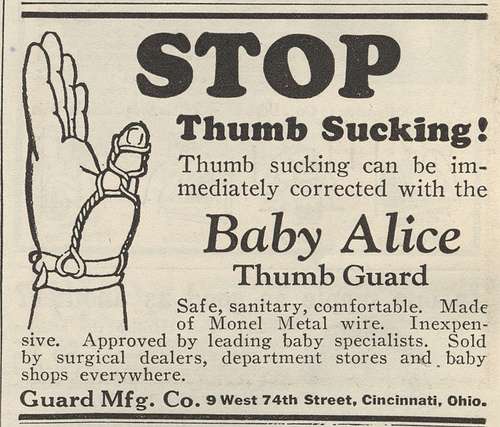 STOP
Thumb Sucking!
Thumb sucking can be im-
mediately corrected with the
Baby Alice
Thumb Guard
Safe, sanitary, comfortable. Made
of Monel Metal wire. Inexpen-
sive. Approved by leading baby specialists. Sold
by surgical dealers, department stores and baby
shops everywhere.
Guard Mfg. Co. 9 West 74th Street, Cincinnati, Ohio.